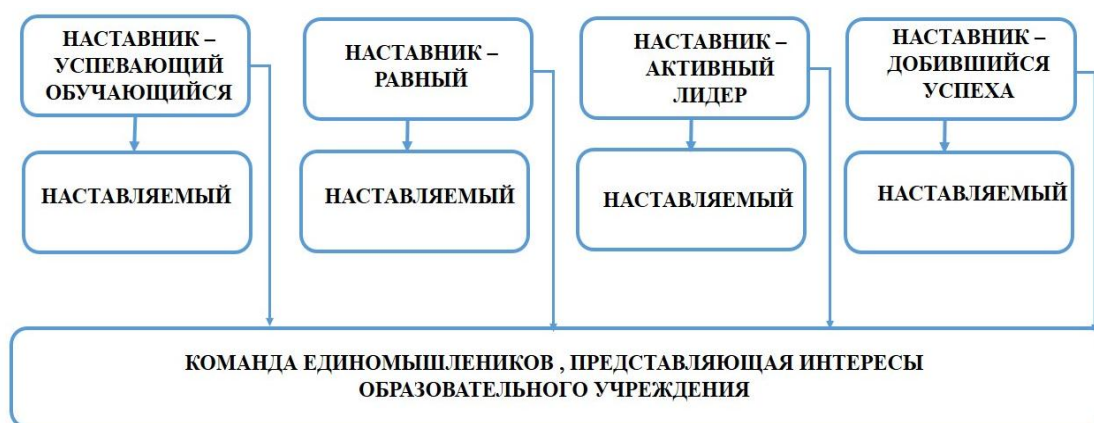 НАСТАВНИК –
УСПЕВАЮЩИЙ
ОБУЧАЮЩИЙСЯ
НАСТАВНИК –
РАВНЫЙ
НАСТАВНИК –
АКТИВНЫЙ
ЛИДЕР
НАСТАВНИК –
ДОБИВШИЙСЯ
УСПЕХА
НАСТАВЛЯЕМЫЙ
НАСТАВЛЯЕМЫЙ
НАСТАВЛЯЕМЫЙ
НАСТАВЛЯЕМЫЙ
КОМАНДА ЕДИНОМЫШЛЕНИКОВ , ПРЕДСТАВЛЯЮЩАЯ ИНТЕРЕСЫ
ОБРАЗОВАТЕЛЬНОГО УЧРЕЖДЕНИЯ